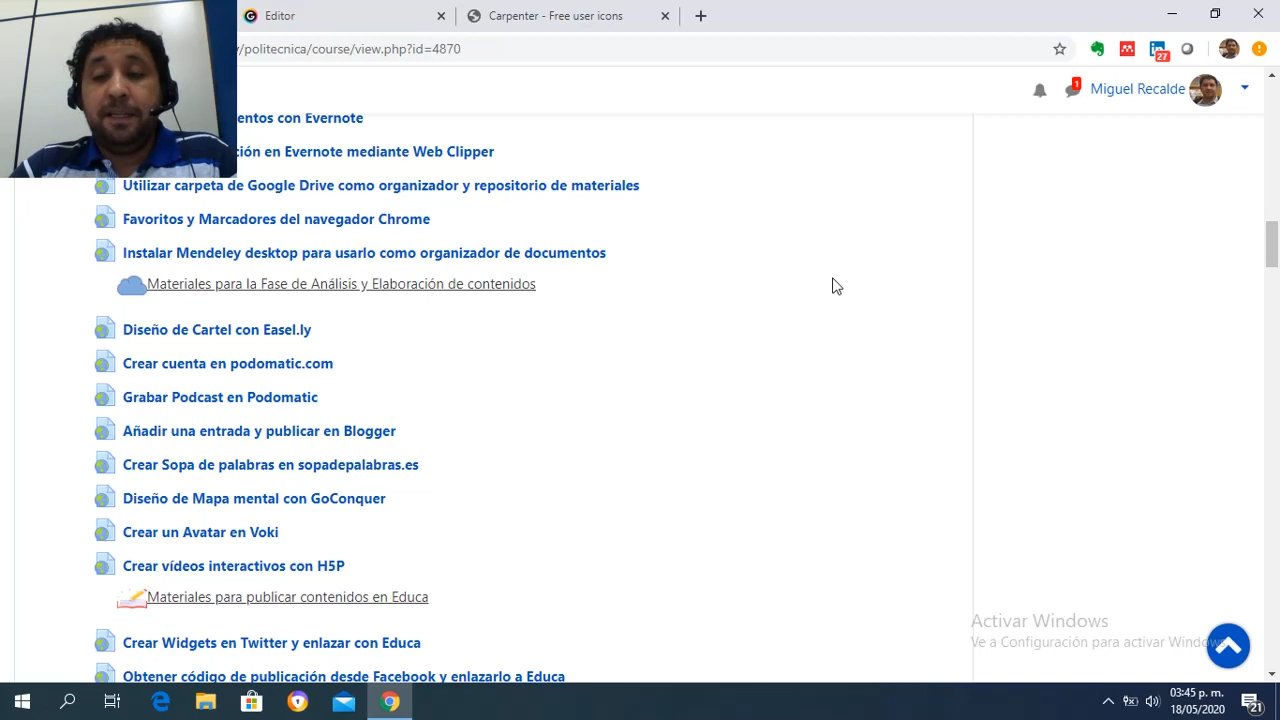 Editor
Carpenter - Free user icons
/politecnica/course/view.php?id=4870
27
1
Miguel Recalde
entos con Evernote
ión en Evernote mediante Web Clipper
Utilizar carpeta de Google Drive como organizador y repositorio de materiales
Favoritos y Marcadores del navegador Chrome
Instalar Mendeley desktop para usarlo como organizador de documentos
Materiales para la Fase de Análisis y Elaboración de contenidos
Diseño de Cartel con Easel.ly
Crear cuenta en podomatic.com
Grabar Podcast en Podomatic
Añadir una entrada y publicar en Blogger
Crear Sopa de palabras en sopadepalabras.es
Diseño de Mapa mental con GoConquer
Crear un Avatar en Voki
Crear vídeos interactivos con H5P
Materiales para publicar contenidos en Educa
Crear Widgets en Twitter y enlazar con Educa
Obtener código de publicación desde Facebook y enlazarlo a Educa
Activar Windows
Ve a Configuración para activar Windows.
03:45 p. m.
18/05/2020
21